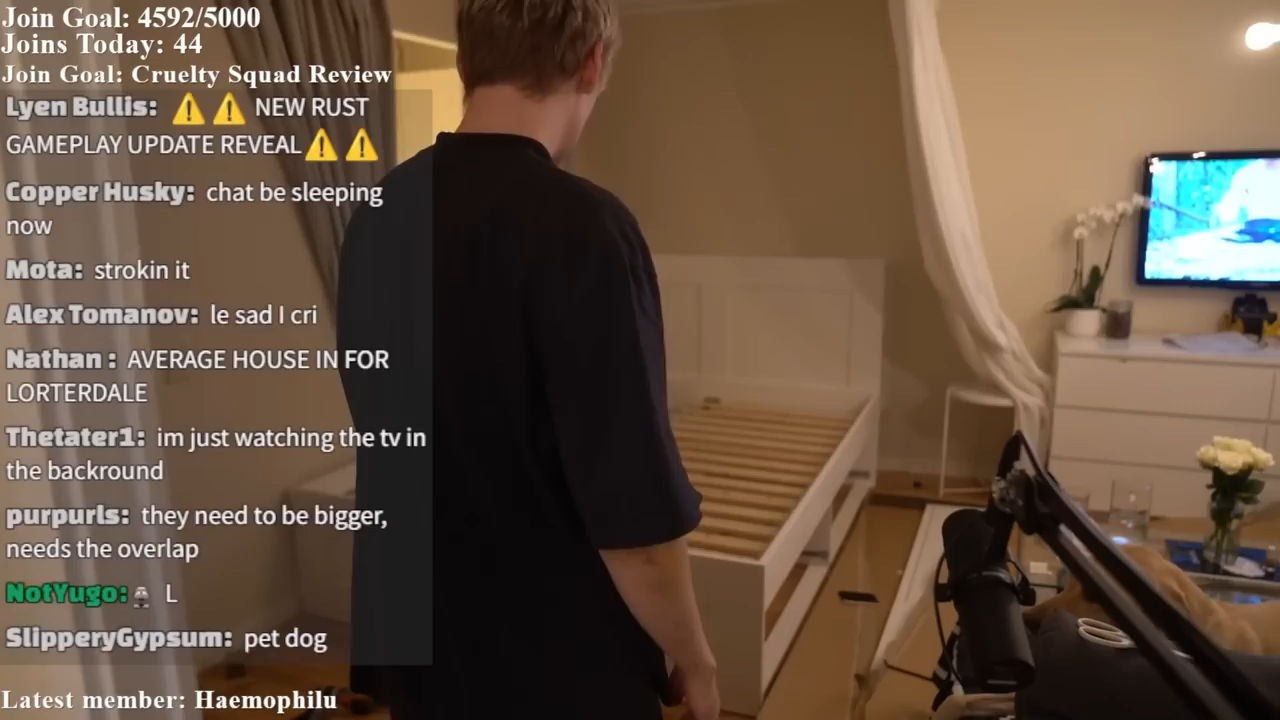 Join Goal: 4592/5000
Joins Today: 44
Join Goal: Cruelty Squad Review
Lyen Bullis: ⚠️ ⚠️ NEW RUST
GAMEPLAY UPDATE REVEAL⚠️ ⚠️
Copper Husky: chat be sleeping
now
Mota: strokin it
Alex Tomanov: le sad I cri
Nathan : AVERAGE HOUSE IN FOR
LORTERDALE
Thetater1: im just watching the tv in
the backround
purpurls: they need to be bigger,
needs the overlap
NotYugo: L
SlipperyGypsum: pet dog
Latest member: Haemophilu